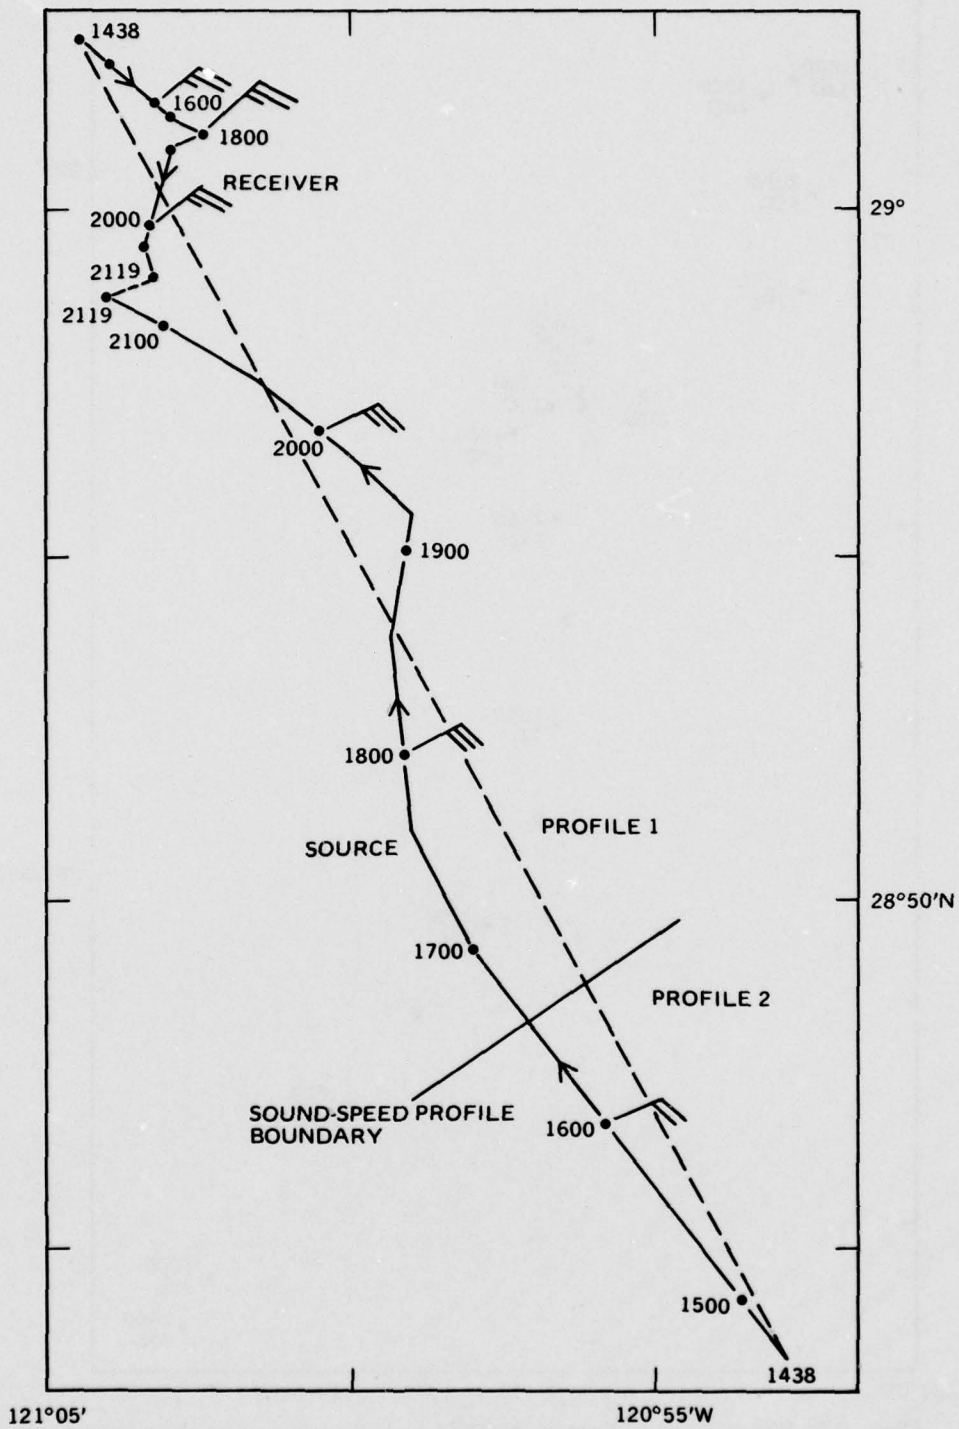 1438
1600
1800
RECEIVER
2000
29°
2119
2119
2100
2000
1900
1800
PROFILE 1
SOURCE
28°50'N
1700
PROFILE 2
SOUND-SPEED PROFILE
BOUNDARY
1600
1500
1438
121°05'
120°55'W